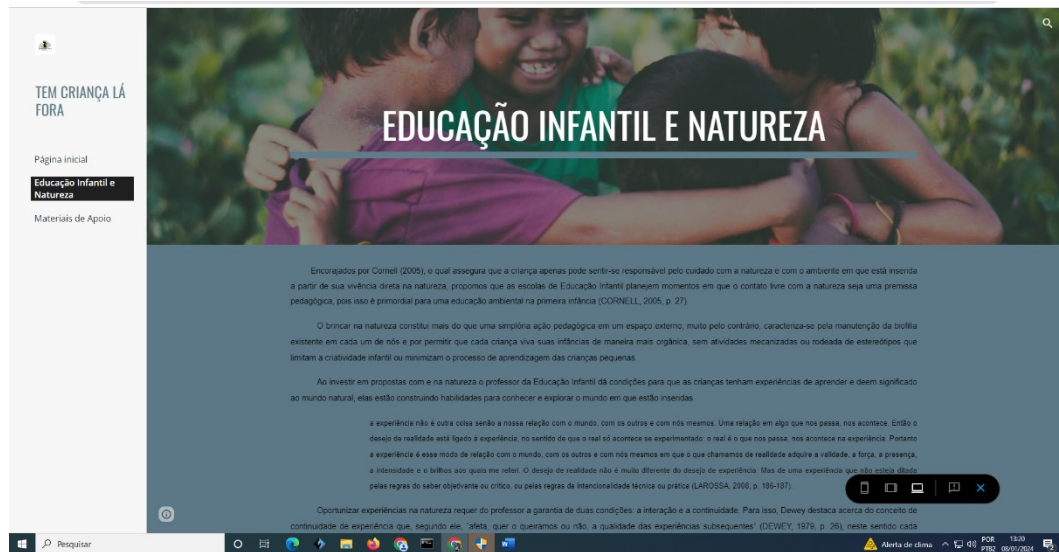 TEM CRIANÇA LÁ
FORA
Página inicial
Educação Infantil e
Natureza
Materiais de Apoio
EDUCAÇÃO INFANTIL E NATUREZA
Encorajados por Cornell (2005), o qual assegura que a criança apenas pode sentir-se responsável pelo cuidado com a natureza e com o ambiente em que está inserida
a partir de sua vivência direta na natureza, propomos que as escolas de Educação Infantil planejem momentos em que o contato livre com a natureza seja uma premissa
pedagógica, pois isso é primordial para uma educação ambiental na primeira infância (CORNELL, 2005, p. 27).
O brincar na natureza constitui mais do que uma simplória ação pedagógica em um espaço externo, muito pelo contrário, caracteriza-se pela manutenção da biofilia
existente em cada um de nós e por permitir que cada criança viva suas infâncias de maneira mais orgânica, sem atividades mecanizadas ou rodeada de estereótipos que
limitam a criatividade infantil ou minimizam o processo de aprendizagem das crianças pequenas.
Ao investir em propostas com e na natureza o professor da Educação Infantil dá condições para que as crianças tenham experiências de aprender e deem significado
ao mundo natural, elas estão construindo habilidades para conhecer e explorar o mundo em que estão inseridas.
a experiência não é outra coisa senão a nossa relação com o mundo, com os outros e com nós mesmos. Uma relação em algo que nos passa, nos acontece. Então o
desejo de realidade está ligado à experiência, no sentido de que o real só acontece se experimentado: o real é o que nos passa, nos acontece na experiência. Portanto
a experiência é esse modo de relação com o mundo, com os outros e com nós mesmos em que o que chamamos de realidade adquire a validade, a força, a presença,
a intensidade e o brilhos aos quais me referi. O desejo de realidade não é muito diferente do desejo de experiência. Mas de uma experiência que não esteja ditada
pelas regras do saber objetivante ou crítico, ou pelas regras da intencionalidade técnica ou prática (LAROSSA, 2008, p. 186-187).
Oportunizar experiências na natureza requer do professor a garantia de duas condições: a interação e a continuidade. Para isso, Dewey destaca acerca do conceito de
continuidade de experiência que, segundo ele, "afeta, quer o queiramos ou não, a qualidade das experiências subsequentes" (DEWEY, 1979, p. 26), neste sentido cada
Pesquisar
Alerta de clima
POR
PTB2
13:20
08/01/2024